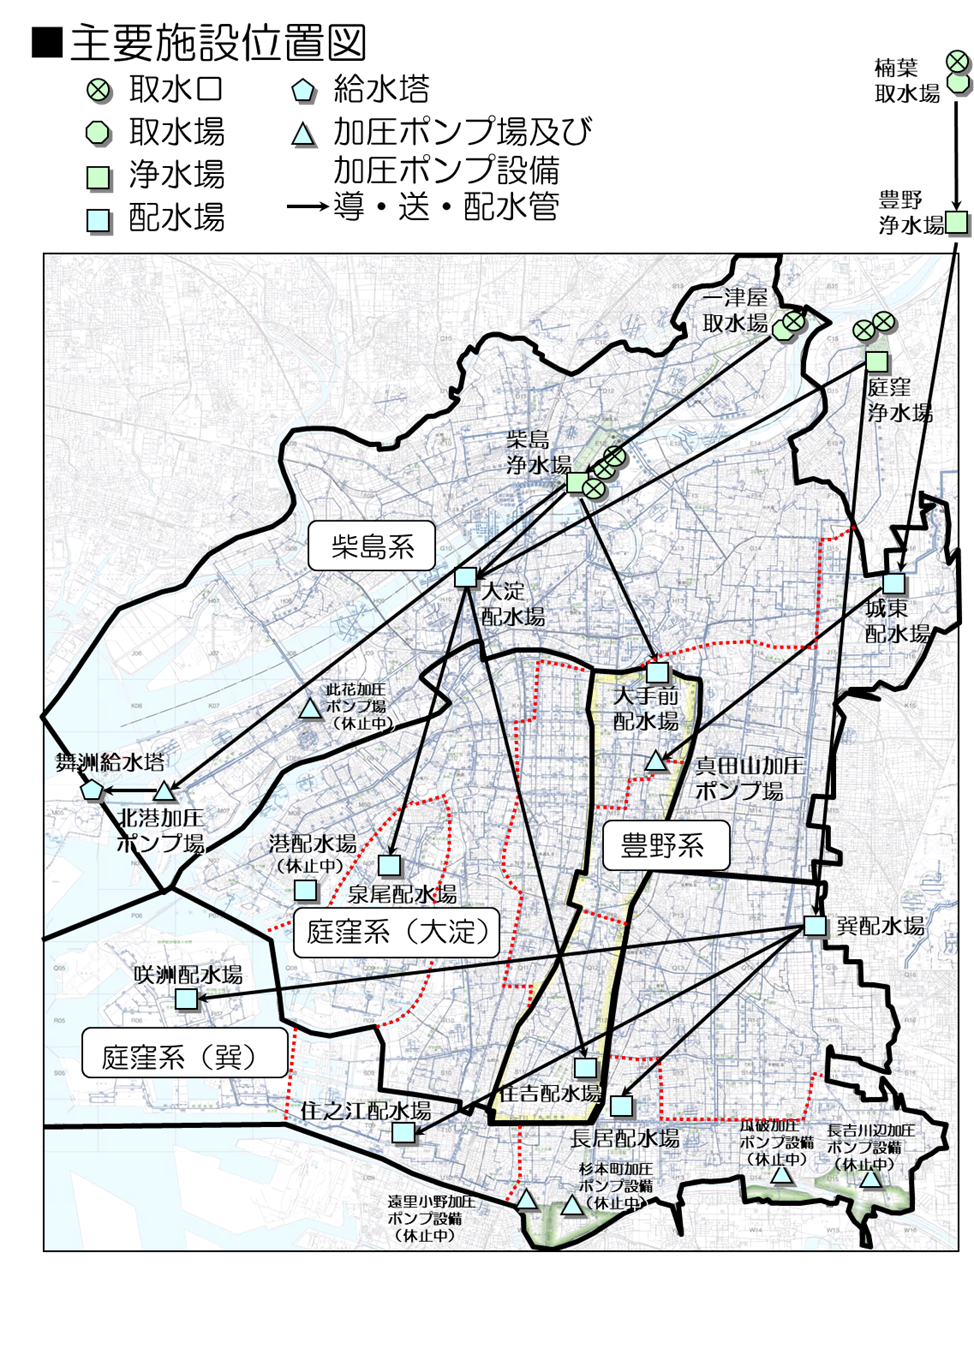 ■主要施設位置図
取水口
取水場
浄水場
配水場
給水塔
加圧ポンプ場及び
加圧ポンプ設備
導・送・配水管
楠葉
取水場
豊野
浄水場
一津屋
取水場
庭窪
浄水場
柴島
浄水場
柴島系
大淀
配水場
城東
配水場
大手前
配水場
此花加圧
ポンプ場
(休止中)
舞洲給水塔
北港加圧
ポンプ場
真田山加圧
ポンプ場
港配水場
(休止中)
泉尾配水場
豊野系
庭窪系(大淀)
巽配水場
咲洲配水場
庭窪系(巽)
住吉配水場
住之江配水場
長居配水場
瓜破加圧
ポンプ設備
(休止中)
長吉川辺加圧
ポンプ設備
(休止中)
杉本町加圧
ポンプ設備
(休止中)
遠里小野加圧
ポンプ設備
(休止中)